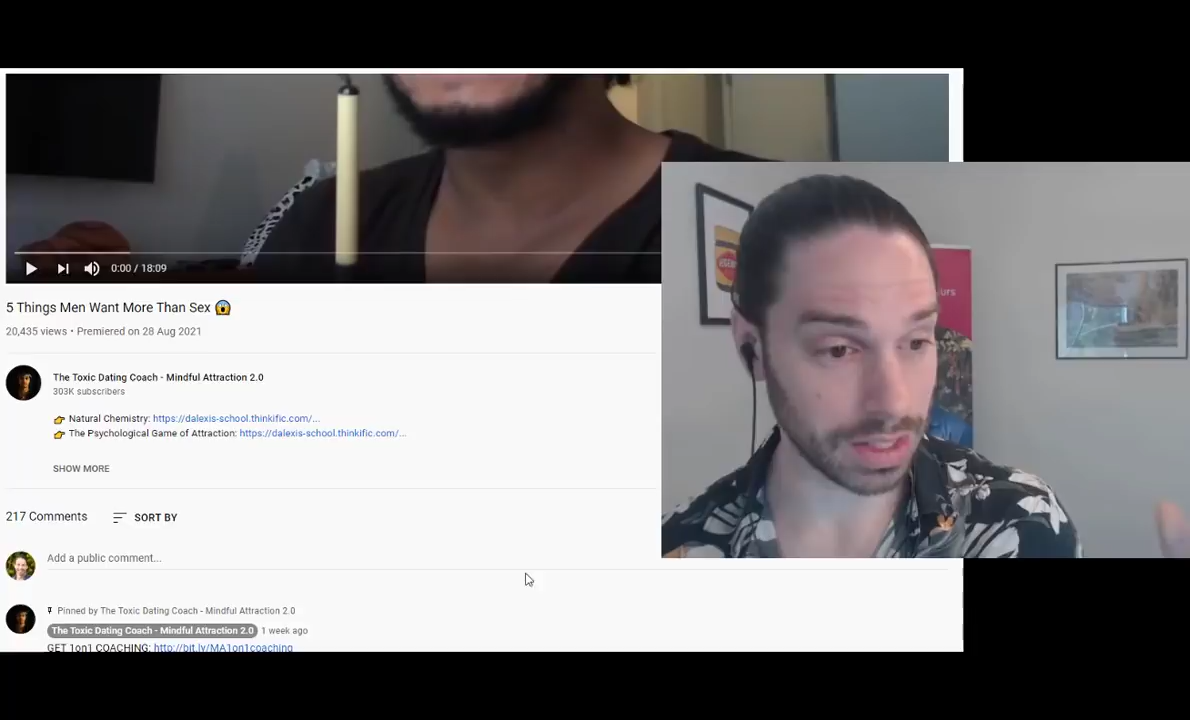 0:00 / 18:09
5 Things Men Want More Than Sex 😱
20,435 views • Premiered on 28 Aug 2021
The Toxic Dating Coach - Mindful Attraction 2.0
303K subscribers
👉 Natural Chemistry: https://dalexis-school.thinkific.com/...
👉 The Psychological Game of Attraction: https://dalexis-school.thinkific.com/...
SHOW MORE
217 Comments
SORT BY
Add a public comment...
Pinned by The Toxic Dating Coach - Mindful Attraction 2.0
The Toxic Dating Coach - Mindful Attraction 2.0 1 week ago
GET 1on1 COACHING: http://bit.ly/MA1on1coaching